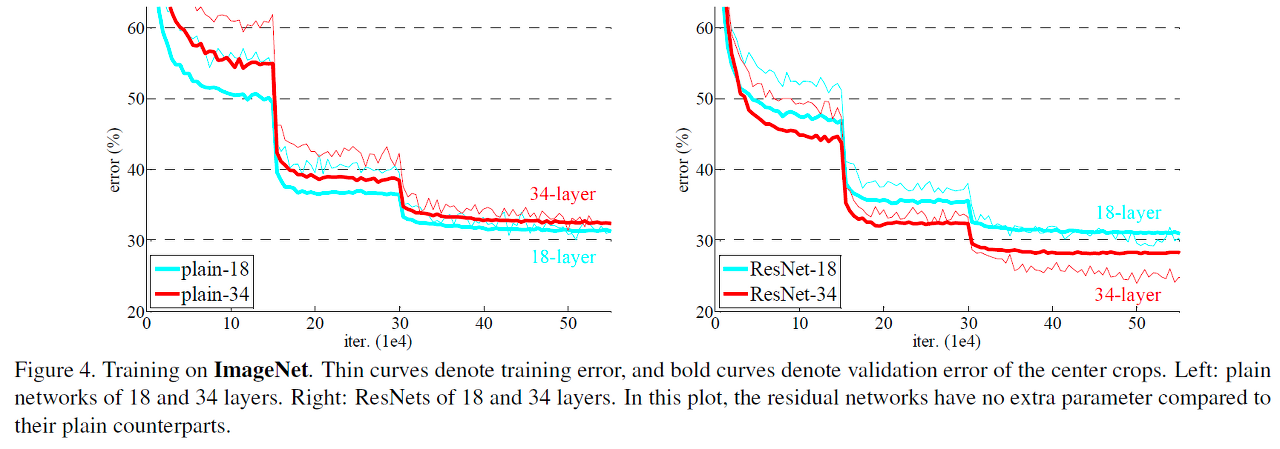 60
50
40
30
20
error (%)
34-layer
18-layer
plain-18
plain-34
0 10 20 30 40 50
iter. (1e4)
60
50
40
30
20
error (%)
18-layer
34-layer
ResNet-18
ResNet-34
0 10 20 30 40 50
iter. (1e4)
Figure 4. Training on ImageNet. Thin curves denote training error, and bold curves denote validation error of the center crops. Left: plain
networks of 18 and 34 layers. Right: ResNets of 18 and 34 layers. In this plot, the residual networks have no extra parameter compared to
their plain counterparts.